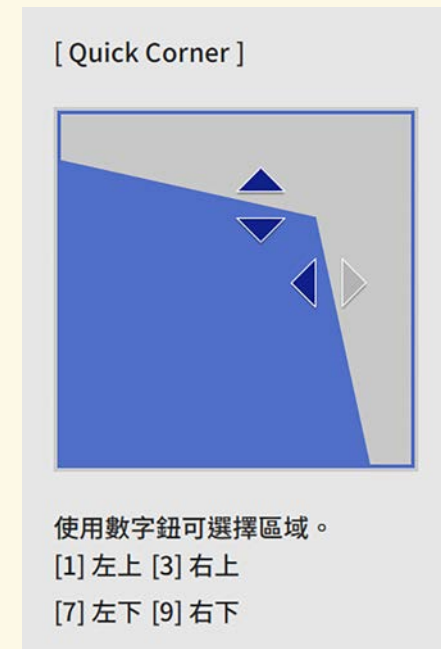 [ Quick Corner ]
使用數字鈕可選擇區域。
[1] 左上 [3] 右上
[7] 左下 [9] 右下